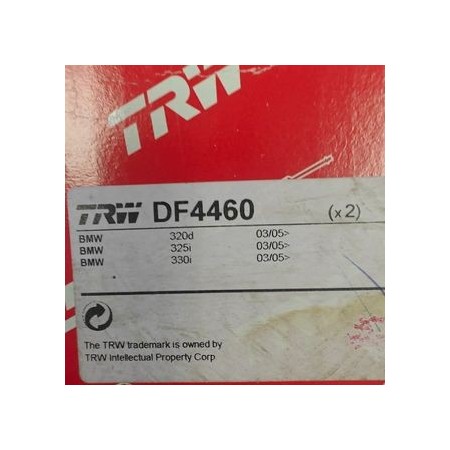 TRW
TRW DF4460 (x2)
BMW 320d 03/05>
BMW 325i 03/05>
BMW 330i 03/05>
The TRW trademark is owned by
TRW Intellectual Property Corp